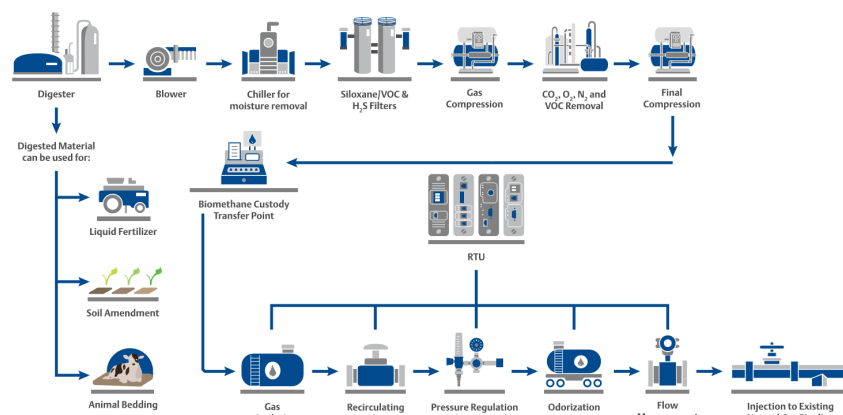 Digester
Blower
Chiller for
moisture removal
Siloxane/VOC &
H₂S Filters
Gas
Compression
CO₂, O₂, N₂ and
VOC Removal
Final
Compression
Digested Material
can be used for:
Liquid Fertilizer
Soil Amendment
Animal Bedding
Biomethane Custody
Transfer Point
RTU
Gas
Recirculating
Pressure Regulation
Odorization
Flow
Injection to Existing